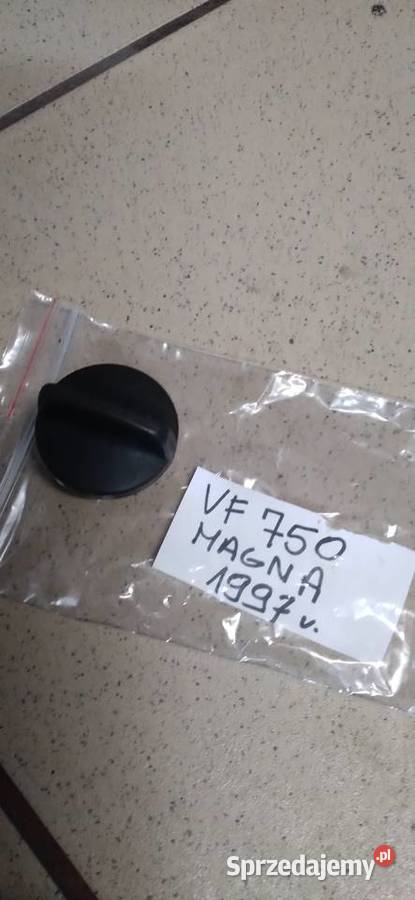 VF 750
MAGNA
1997 r.
Sprzedajemy.pl